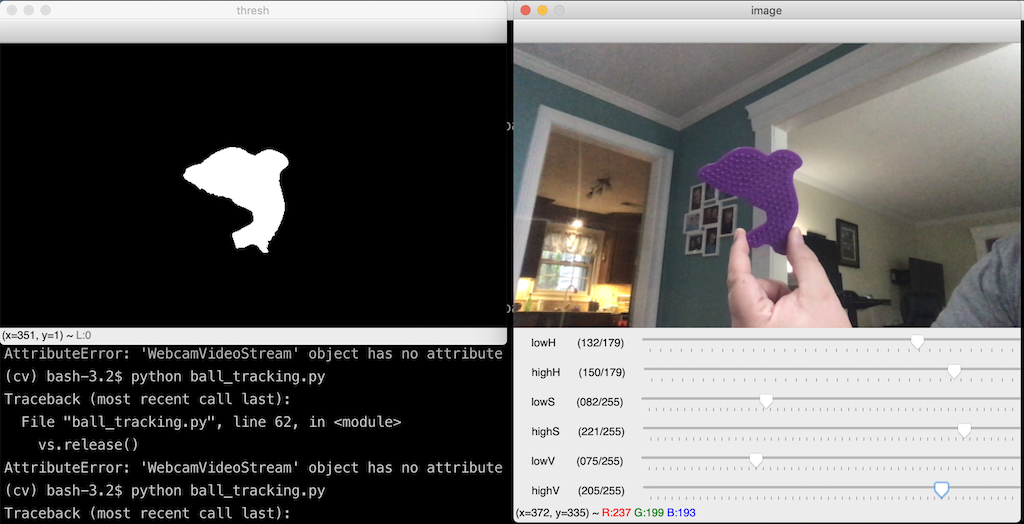 thresh
(x=351, y=1) ~ L:0
AttributeError: 'WebcamVideoStream' object has no attribute
(cv) bash-3.2$ python ball_tracking.py
Traceback (most recent call last):
  File "ball_tracking.py", line 62, in <module>
    vs.release()
AttributeError: 'WebcamVideoStream' object has no attribute
(cv) bash-3.2$ python ball_tracking.py
Traceback (most recent call last):
image
lowH (132/179)
highH (150/179)
lowS (082/255)
highS (221/255)
lowV (075/255)
highV (205/255)
(x=372, y=335) ~ R:237 G:199 B:193